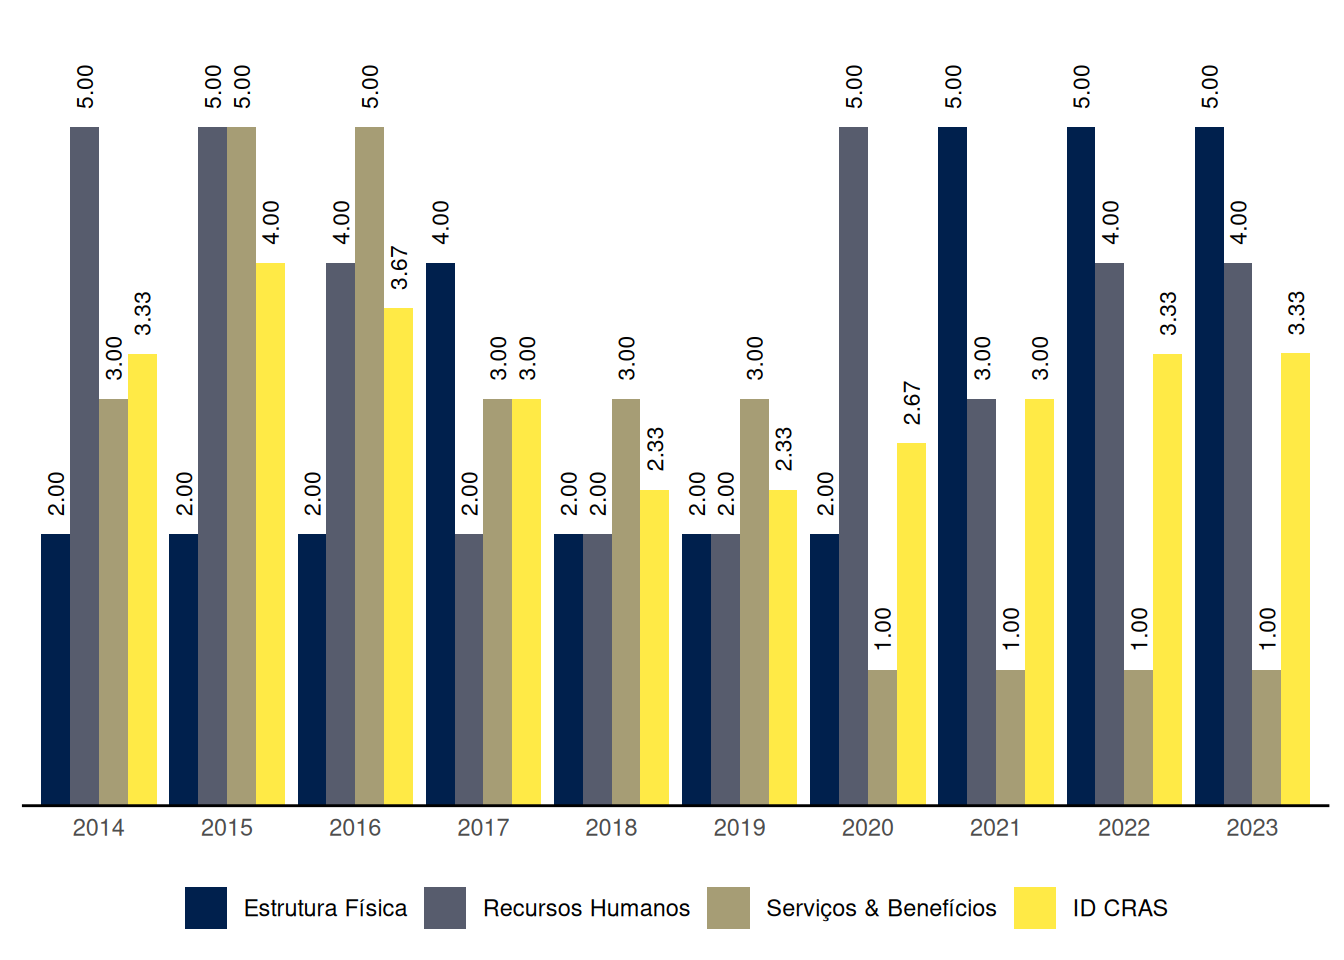 2.00 5.00 3.00 3.33
2.00 5.00 5.00 4.00
2.00 4.00 5.00 3.67
4.00 2.00 3.00 3.00
2.00 2.00 3.00 2.33
2.00 2.00 3.00 2.33
2.00 5.00 1.00 2.67
5.00 3.00 1.00 3.00
5.00 4.00 1.00 3.33
5.00 4.00 1.00 3.33
2014 2015 2016 2017 2018 2019 2020 2021 2022 2023
Estrutura Física Recursos Humanos Serviços & Benefícios ID CRAS